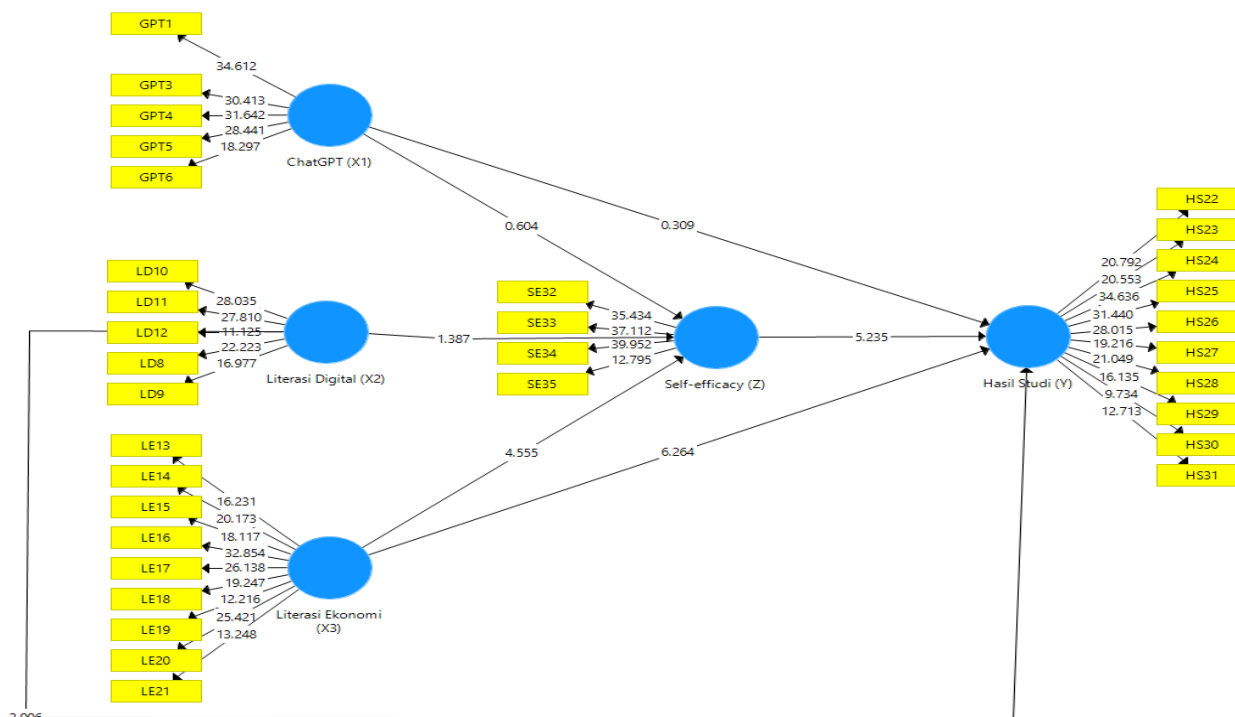 GPT1
34.612
GPT3
30.413
GPT4
31.642
28.441
GPT5
18.297
GPT6
ChatGPT (X1)
0.604
0.309
LD10
28.035
LD11
27.810
LD12
11.125
LD8
22.223
LD9
16.977
Literasi Digital (X2)
1.387
SE32
35.434
SE33
37.112
SE34
39.952
SE35
12.795
Self-efficacy (Z)
5.235
Hasil Studi (Y)
HS22
HS23
HS24
HS25
HS26
HS27
HS28
HS29
HS30
HS31
20.792
20.553
34.636
31.440
28.015
19.216
21.049
16.135
9.734
12.713
4.555
6.264
LE13
LE14
LE15
LE16
LE17
LE18
LE19
LE20
LE21
16.231
20.173
18.117
32.854
26.138
19.247
12.216
25.421
13.248
Literasi Ekonomi
(X3)